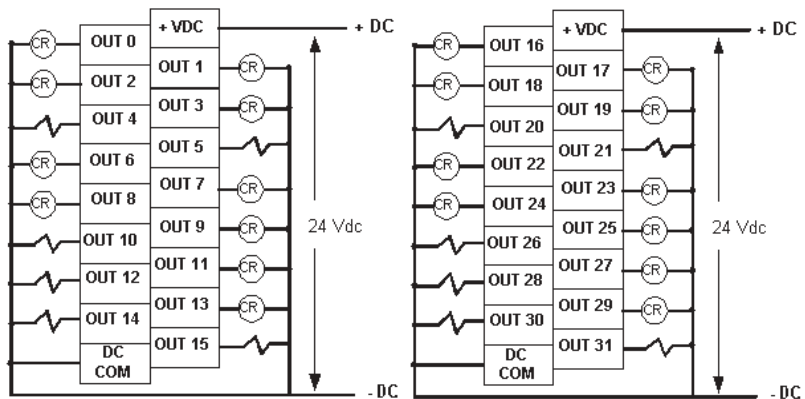 + VDC
+ DC
CR OUT 0
OUT 1 CR
CR OUT 2
OUT 3 CR
OUT 4
OUT 5
CR OUT 6
OUT 7 CR
CR OUT 8
OUT 9 CR
24 Vdc
OUT 10
OUT 11 CR
OUT 12
OUT 13 CR
OUT 14
OUT 15
DC
COM
- DC
+ VDC
+ DC
CR OUT 16
OUT 17 CR
CR OUT 18
OUT 19 CR
OUT 20
OUT 21
CR OUT 22
OUT 23 CR
CR OUT 24
OUT 25 CR
24 Vdc
OUT 26
OUT 27 CR
OUT 28
OUT 29 CR
OUT 30
OUT 31
DC
COM
- DC